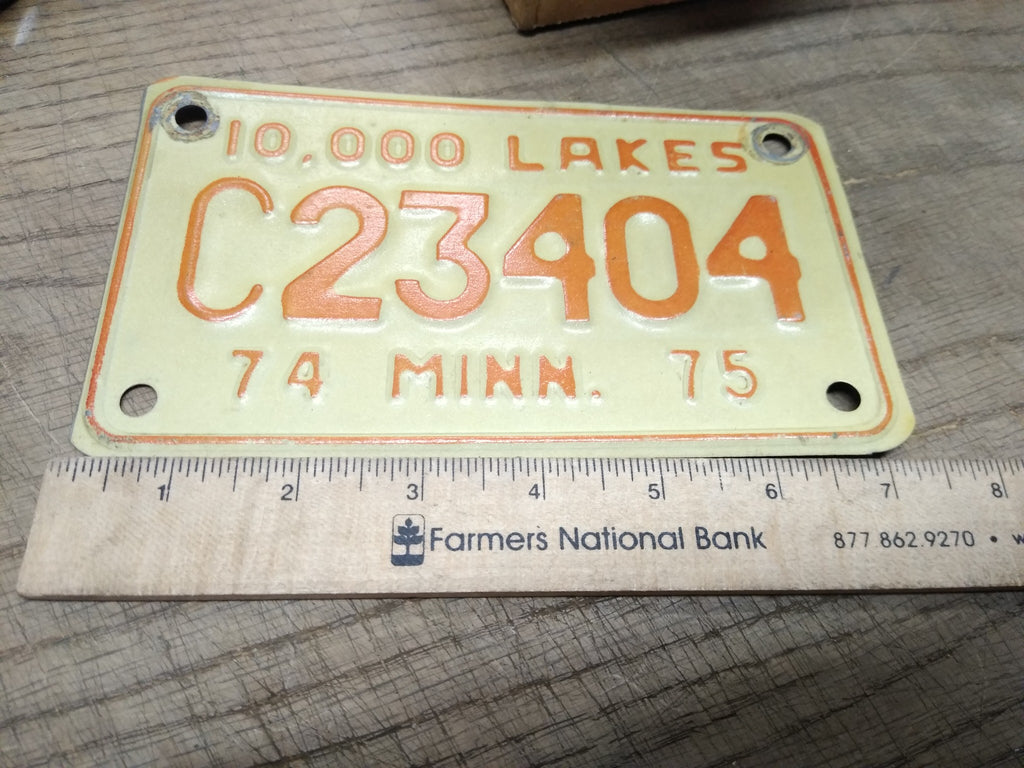 10,000 LAKES
C23404
74 MINN. 75
1 2 3 4 5 6 7 8
Farmers National Bank 877.862.9270 •